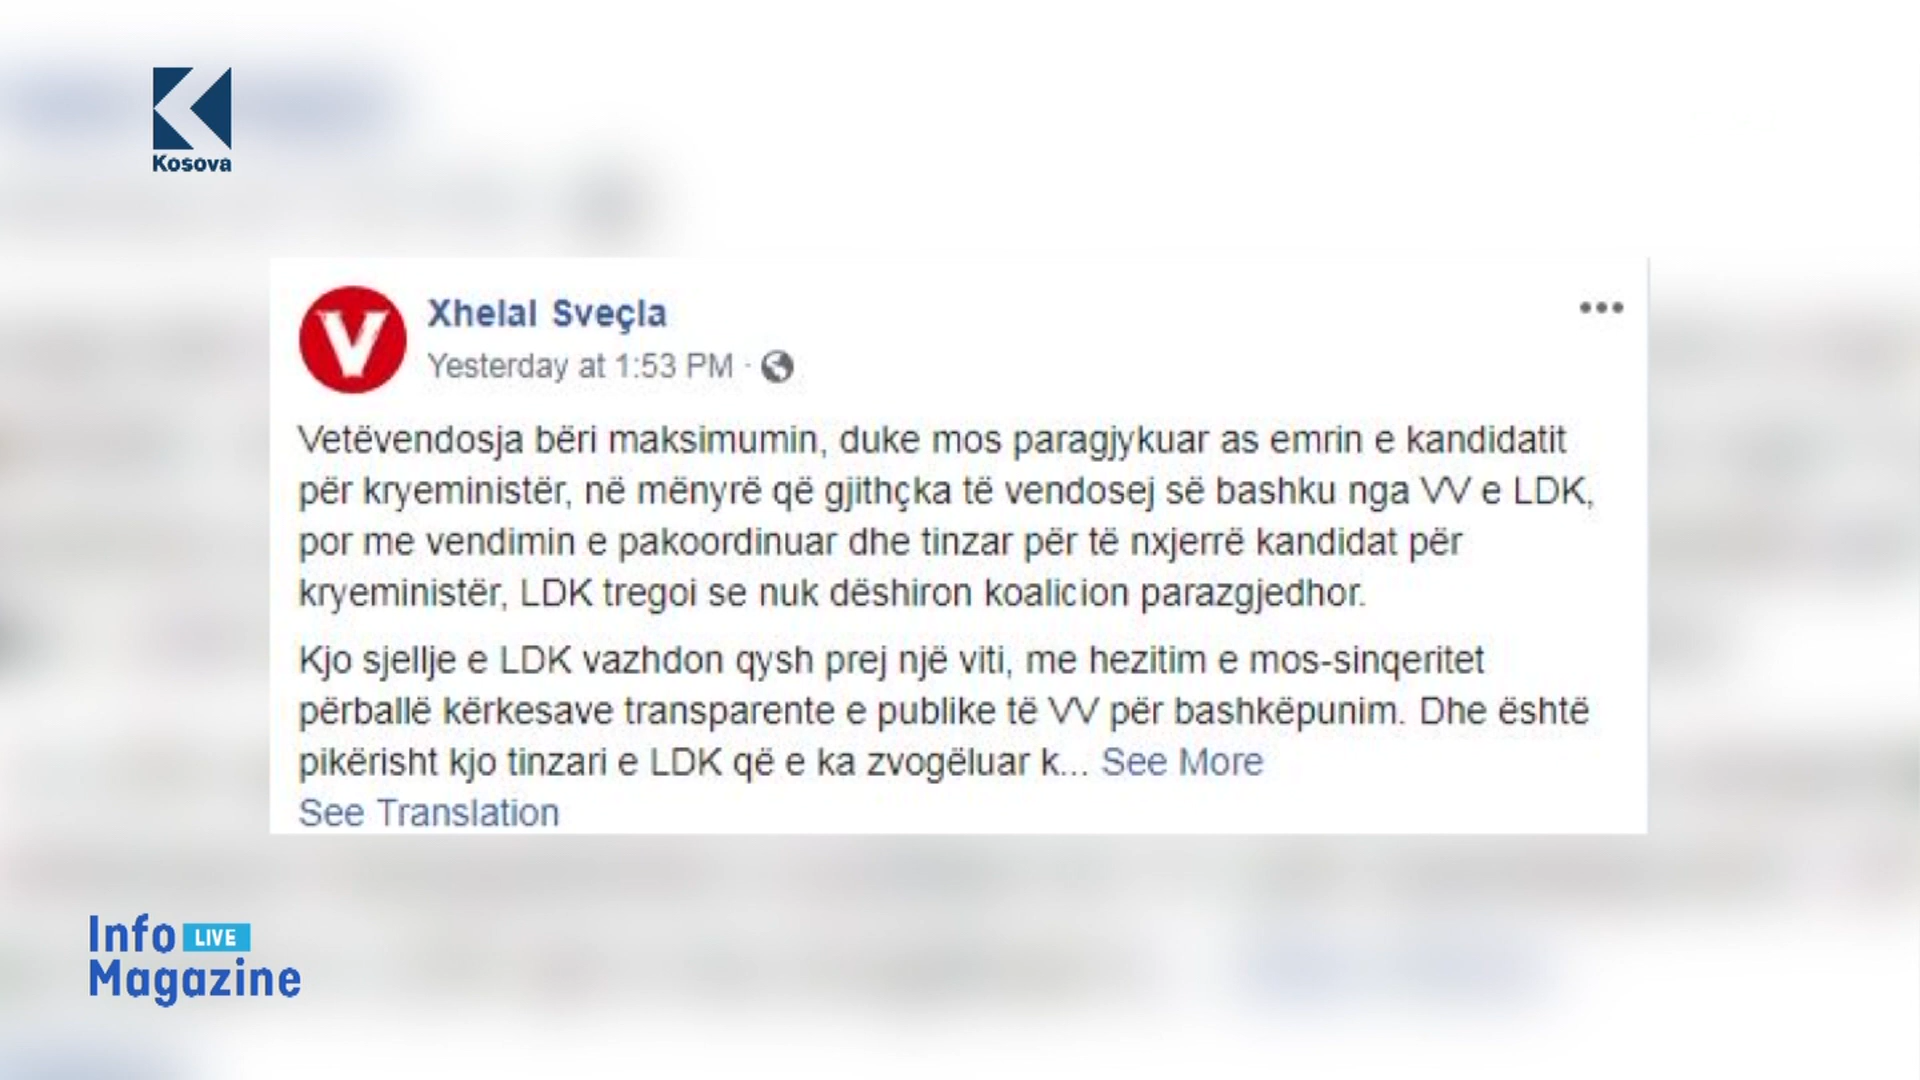 Kosova
Xhelal Sveçla
Yesterday at 1:53 PM ·
Vetëvendosja bëri maksimumin, duke mos paragjykuar as emrin e kandidatit
për kryeministër, në mënyrë që gjithçka të vendosej së bashku nga VV e LDK,
por me vendimin e pakoordinuar dhe tinzar për të nxjerrë kandidat për
kryeministër, LDK tregoi se nuk dëshiron koalicion parazgjedhor.
Kjo sjellje e LDK vazhdon qysh prej një viti, me hezitim e mos-sinqeritet
përballë kërkesave transparente e publike të VV për bashkëpunim. Dhe është
pikërisht kjo tinzari e LDK që e ka zvogëluar k... See More
See Translation
Info LIVE
Magazine